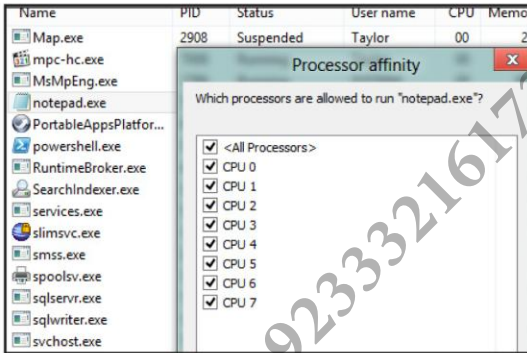 Name PID Status User name CPU Memo
Map.exe 2908 Suspended Taylor 00 2
mpc-hc.exe
MsMpEng.exe
notepad.exe
PortableAppsPlatfor...
powershell.exe
RuntimeBroker.exe
SearchIndexer.exe
services.exe
slimsvc.exe
smss.exe
spoolsv.exe
sqlservr.exe
sqlwriter.exe
svchost.exe
Processor affinity
X
Which processors are allowed to run "notepad.exe"?
<All Processors>
CPU 0
CPU 1
CPU 2
CPU 3
CPU 4
CPU 5
CPU 6
CPU 7
9233321617